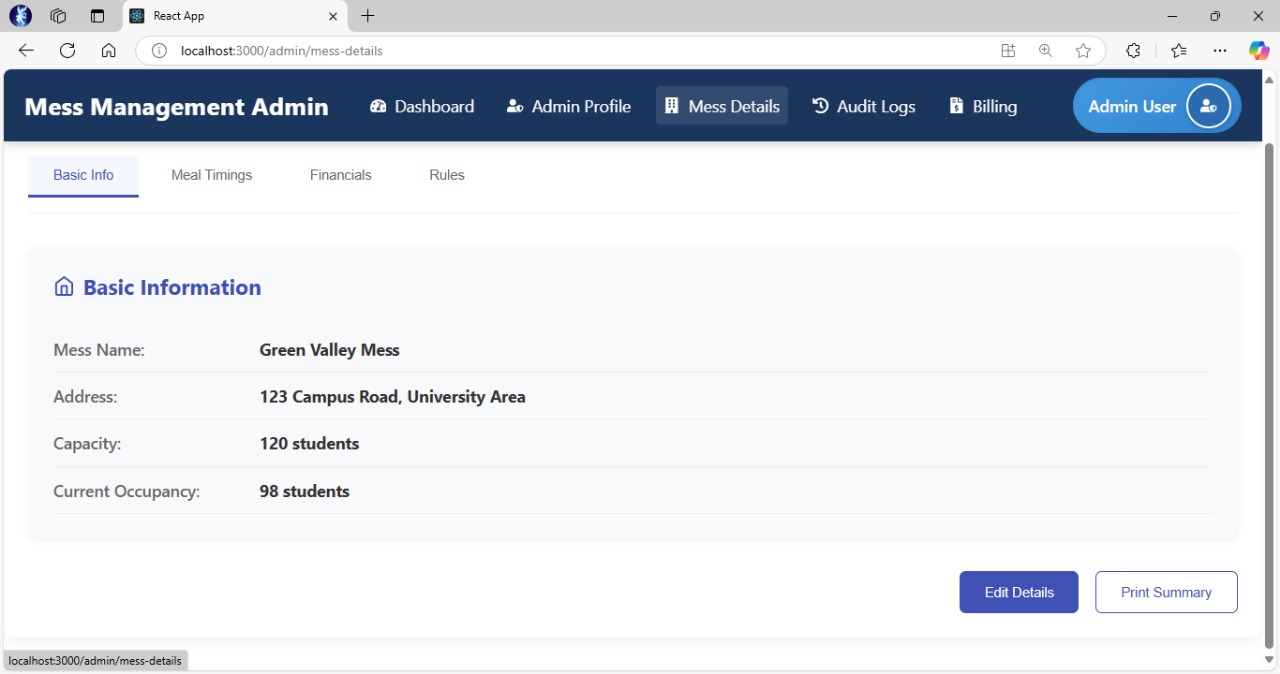 React App
localhost:3000/admin/mess-details
Mess Management Admin Dashboard Admin Profile Mess Details Audit Logs Billing Admin User
Basic Info Meal Timings Financials Rules
Basic Information
Mess Name: Green Valley Mess
Address: 123 Campus Road, University Area
Capacity: 120 students
Current Occupancy: 98 students
Edit Details Print Summary
localhost:3000/admin/mess-details